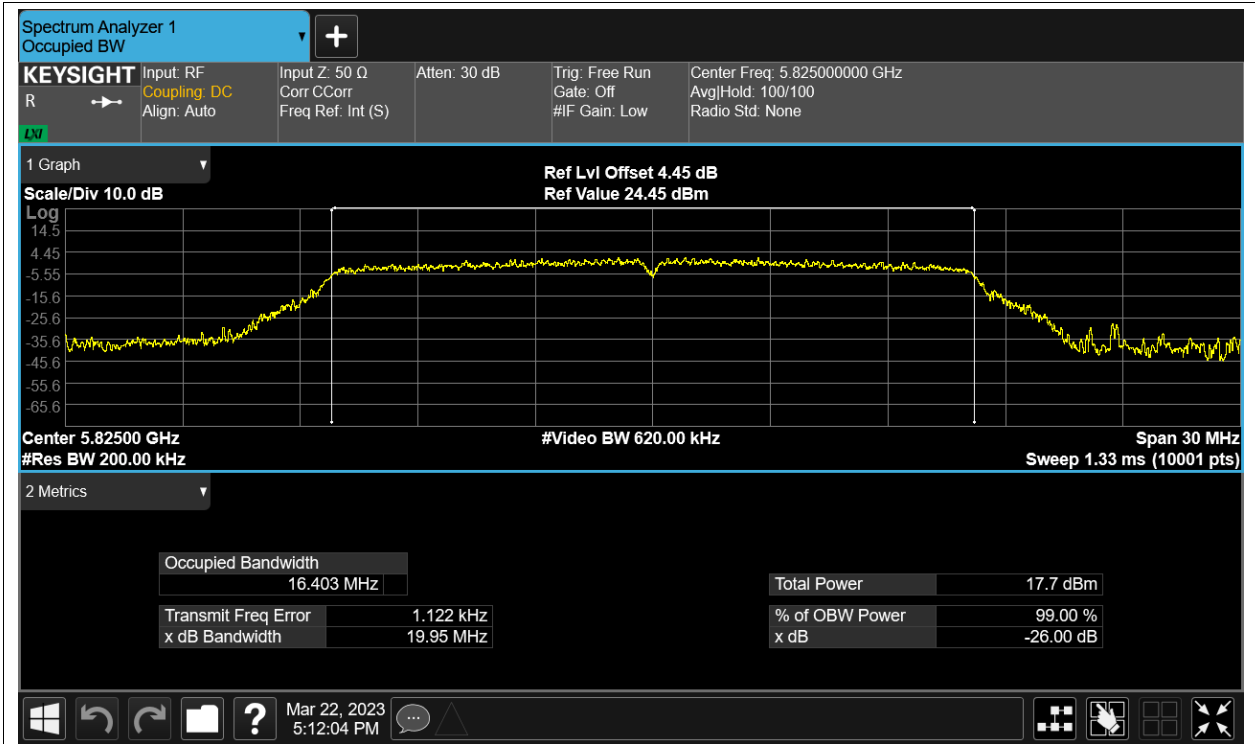 Spectrum Analyzer 1
Occupied BW
KEYSIGHT
R
LXI
Input: RF
Coupling: DC
Align: Auto
Input Z: 50 Ω
Corr CCorr
Freq Ref: Int (S)
Atten: 30 dB
Trig: Free Run
Gate: Off
#IF Gain: Low
Center Freq: 5.825000000 GHz
Avg|Hold: 100/100
Radio Std: None
1 Graph
Scale/Div 10.0 dB
Ref Lvl Offset 4.45 dB
Ref Value 24.45 dBm
Log
14.5
4.45
-5.55
-15.6
-25.6
-35.6
-45.6
-55.6
-65.6
Center 5.82500 GHz
#Video BW 620.00 kHz
Span 30 MHz
#Res BW 200.00 kHz
Sweep 1.33 ms (10001 pts)
2 Metrics
Occupied Bandwidth
16.403 MHz
Total Power 17.7 dBm
Transmit Freq Error 1.122 kHz
% of OBW Power 99.00 %
x dB Bandwidth 19.95 MHz
x dB -26.00 dB
?
Mar 22, 2023
5:12:04 PM